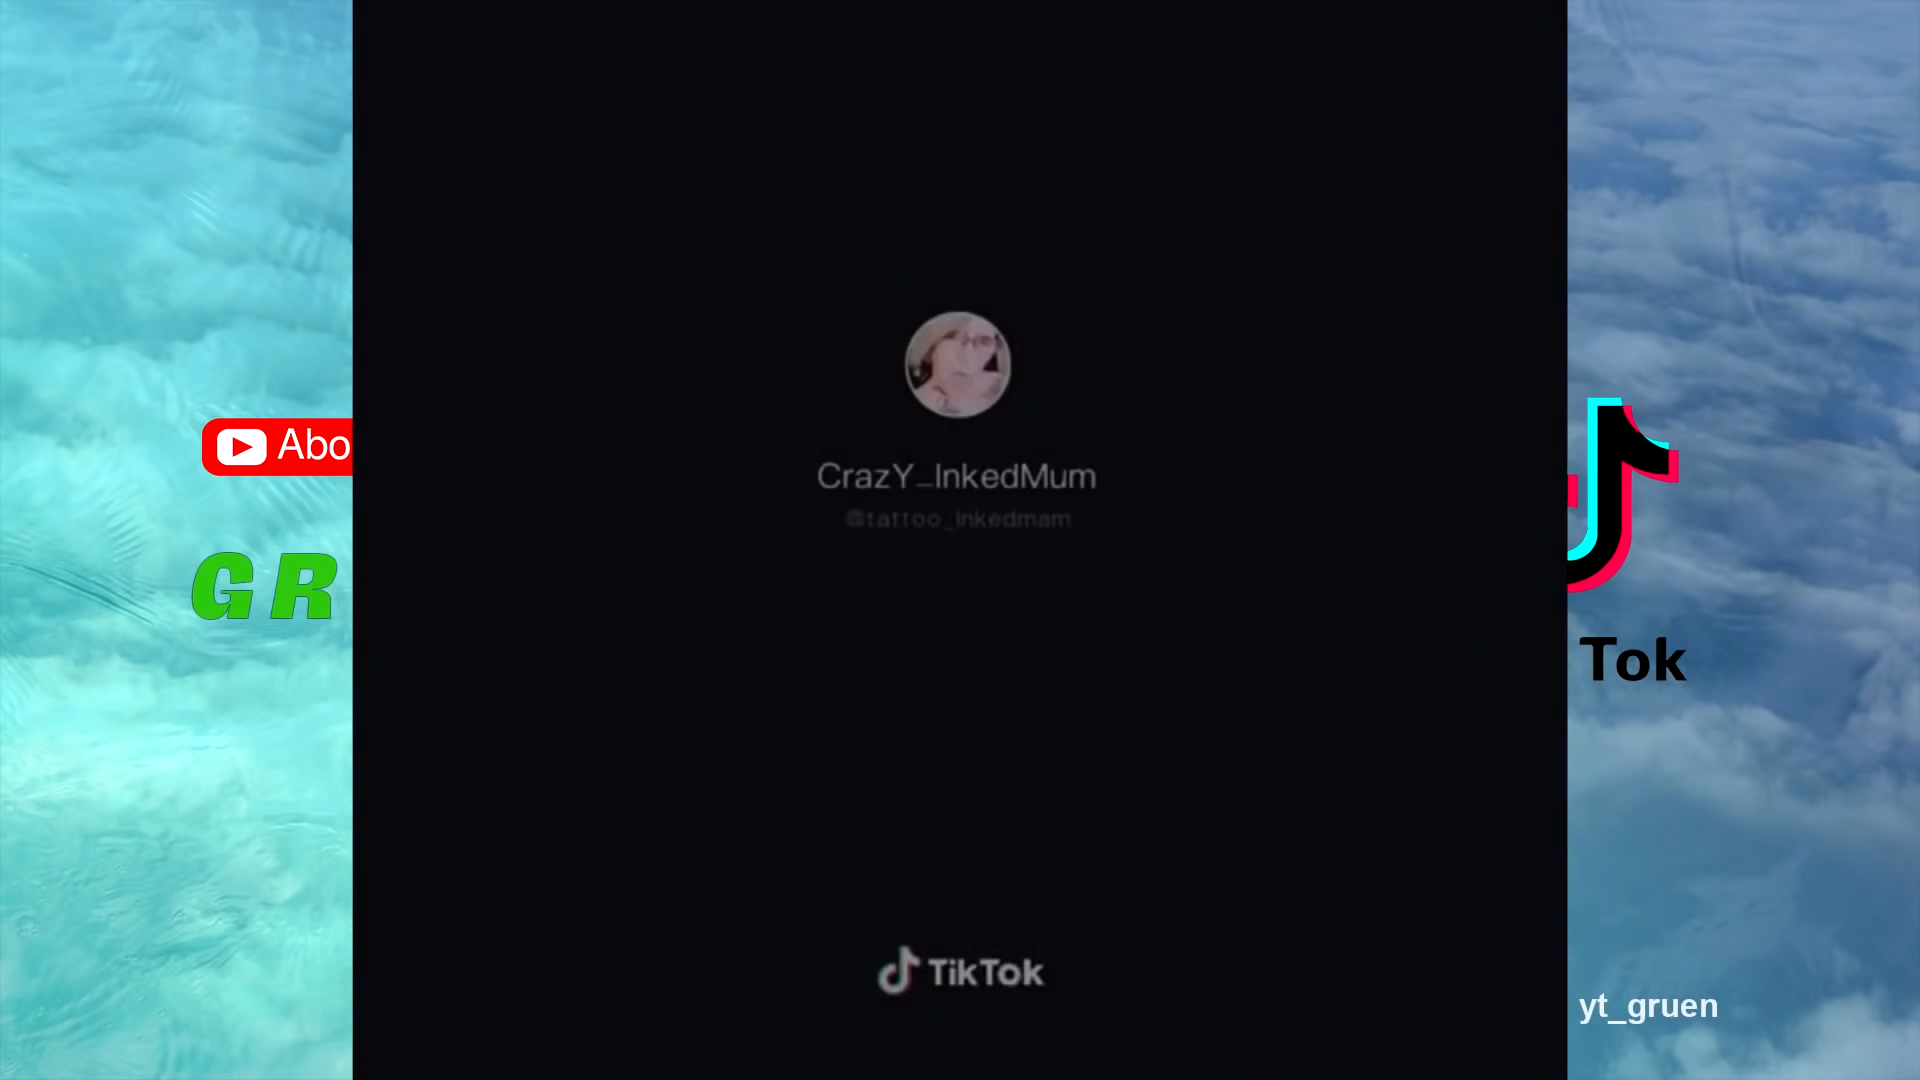 Abo
GR
CrazY_InkedMum
@tattoo_inkedmam
TikTok
Tok
yt_gruen